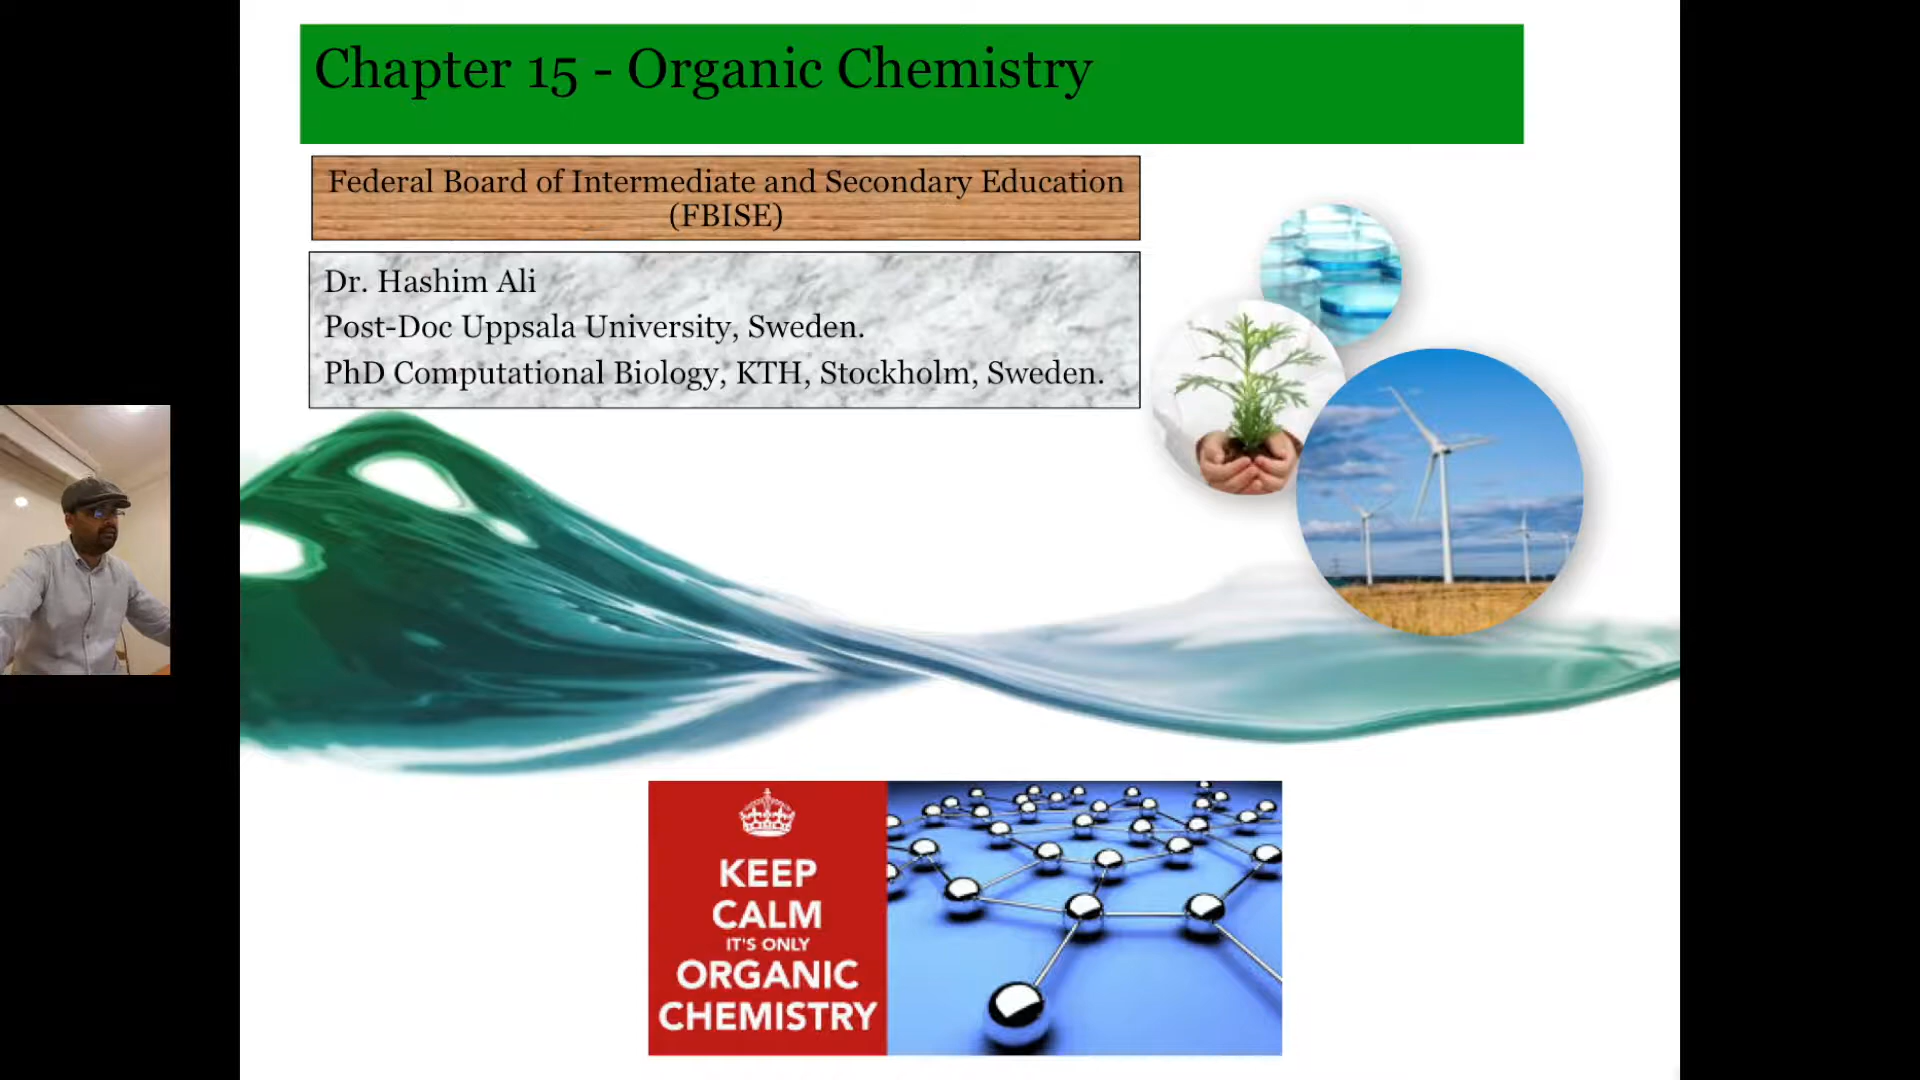 Chapter 15 - Organic Chemistry
Federal Board of Intermediate and Secondary Education
(FBISE)
Dr. Hashim Ali
Post-Doc Uppsala University, Sweden.
PhD Computational Biology, KTH, Stockholm, Sweden.
KEEP
CALM
IT'S ONLY
ORGANIC
CHEMISTRY